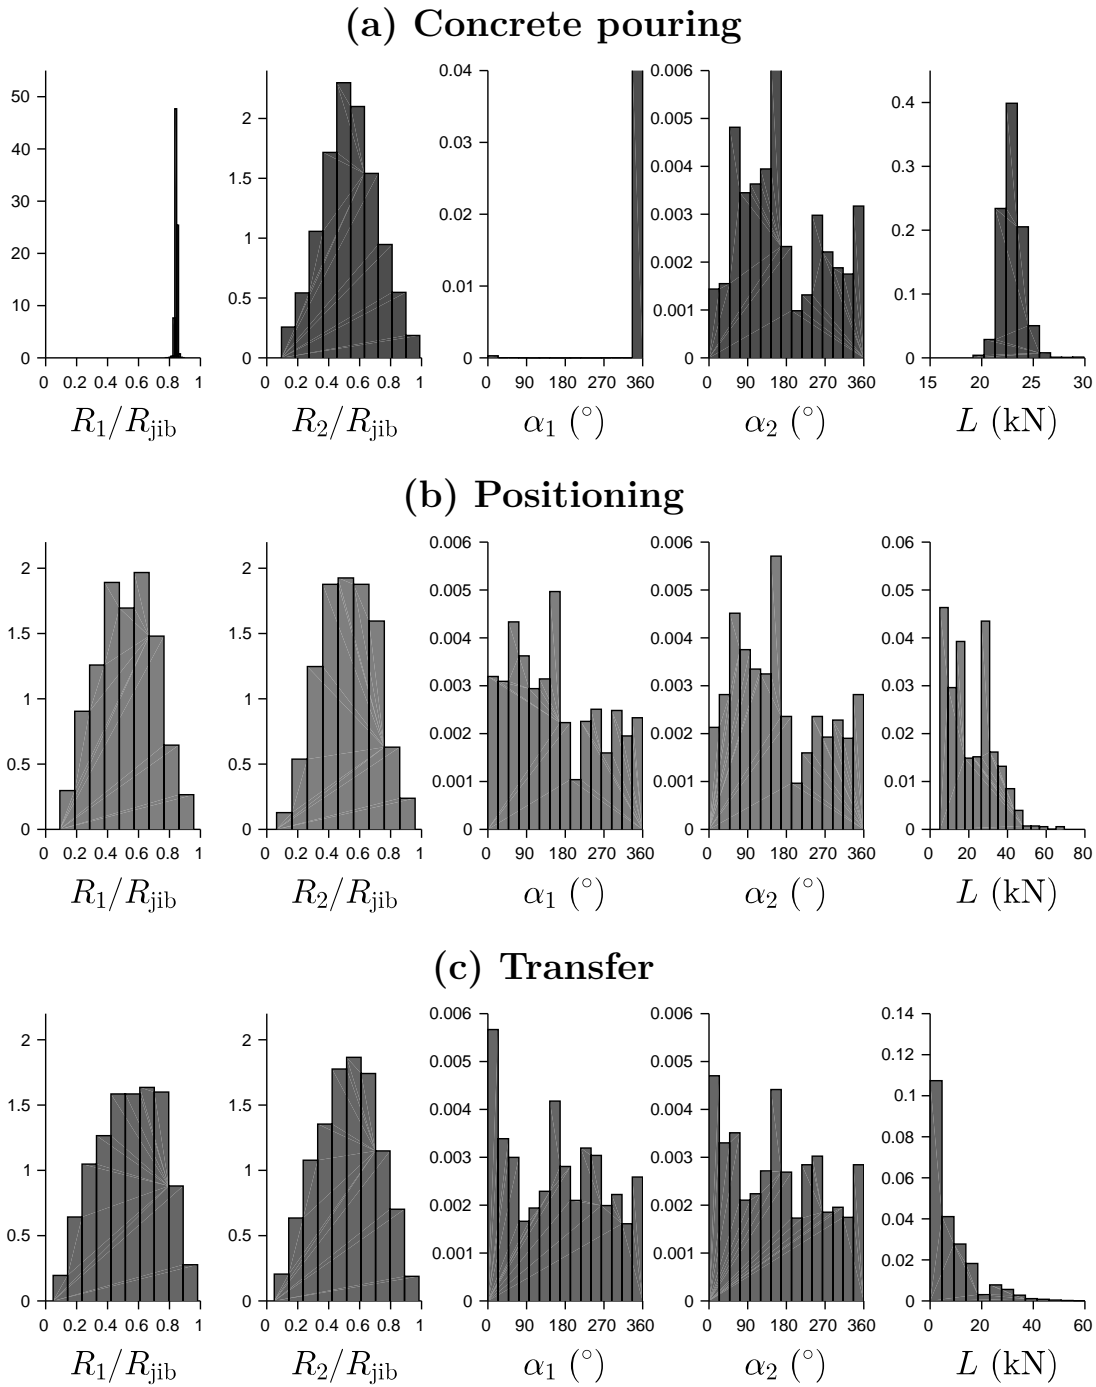 (a) Concrete pouring
50
40
30
20
10
0
0 0.2 0.4 0.6 0.8 1
R1/Rjib
2
1.5
1
0.5
0
0 0.2 0.4 0.6 0.8 1
R2/Rjib
0.04
0.03
0.02
0.01
0
0 90 180 270 360
α1 (°)
0.006
0.005
0.004
0.003
0.002
0.001
0
0 90 180 270 360
α2 (°)
0.4
0.3
0.2
0.1
0
15 20 25 30
L (kN)
(b) Positioning
2
1.5
1
0.5
0
0 0.2 0.4 0.6 0.8 1
R1/Rjib
2
1.5
1
0.5
0
0 0.2 0.4 0.6 0.8 1
R2/Rjib
0.006
0.005
0.004
0.003
0.002
0.001
0
0 90 180 270 360
α1 (°)
0.006
0.005
0.004
0.003
0.002
0.001
0
0 90 180 270 360
α2 (°)
0.06
0.05
0.04
0.03
0.02
0.01
0
0 20 40 60 80
L (kN)
(c) Transfer
2
1.5
1
0.5
0
0 0.2 0.4 0.6 0.8 1
R1/Rjib
2
1.5
1
0.5
0
0 0.2 0.4 0.6 0.8 1
R2/Rjib
0.006
0.005
0.004
0.003
0.002
0.001
0
0 90 180 270 360
α1 (°)
0.006
0.005
0.004
0.003
0.002
0.001
0
0 90 180 270 360
α2 (°)
0.14
0.12
0.1
0.08
0.06
0.04
0.02
0
0 20 40 60
L (kN)